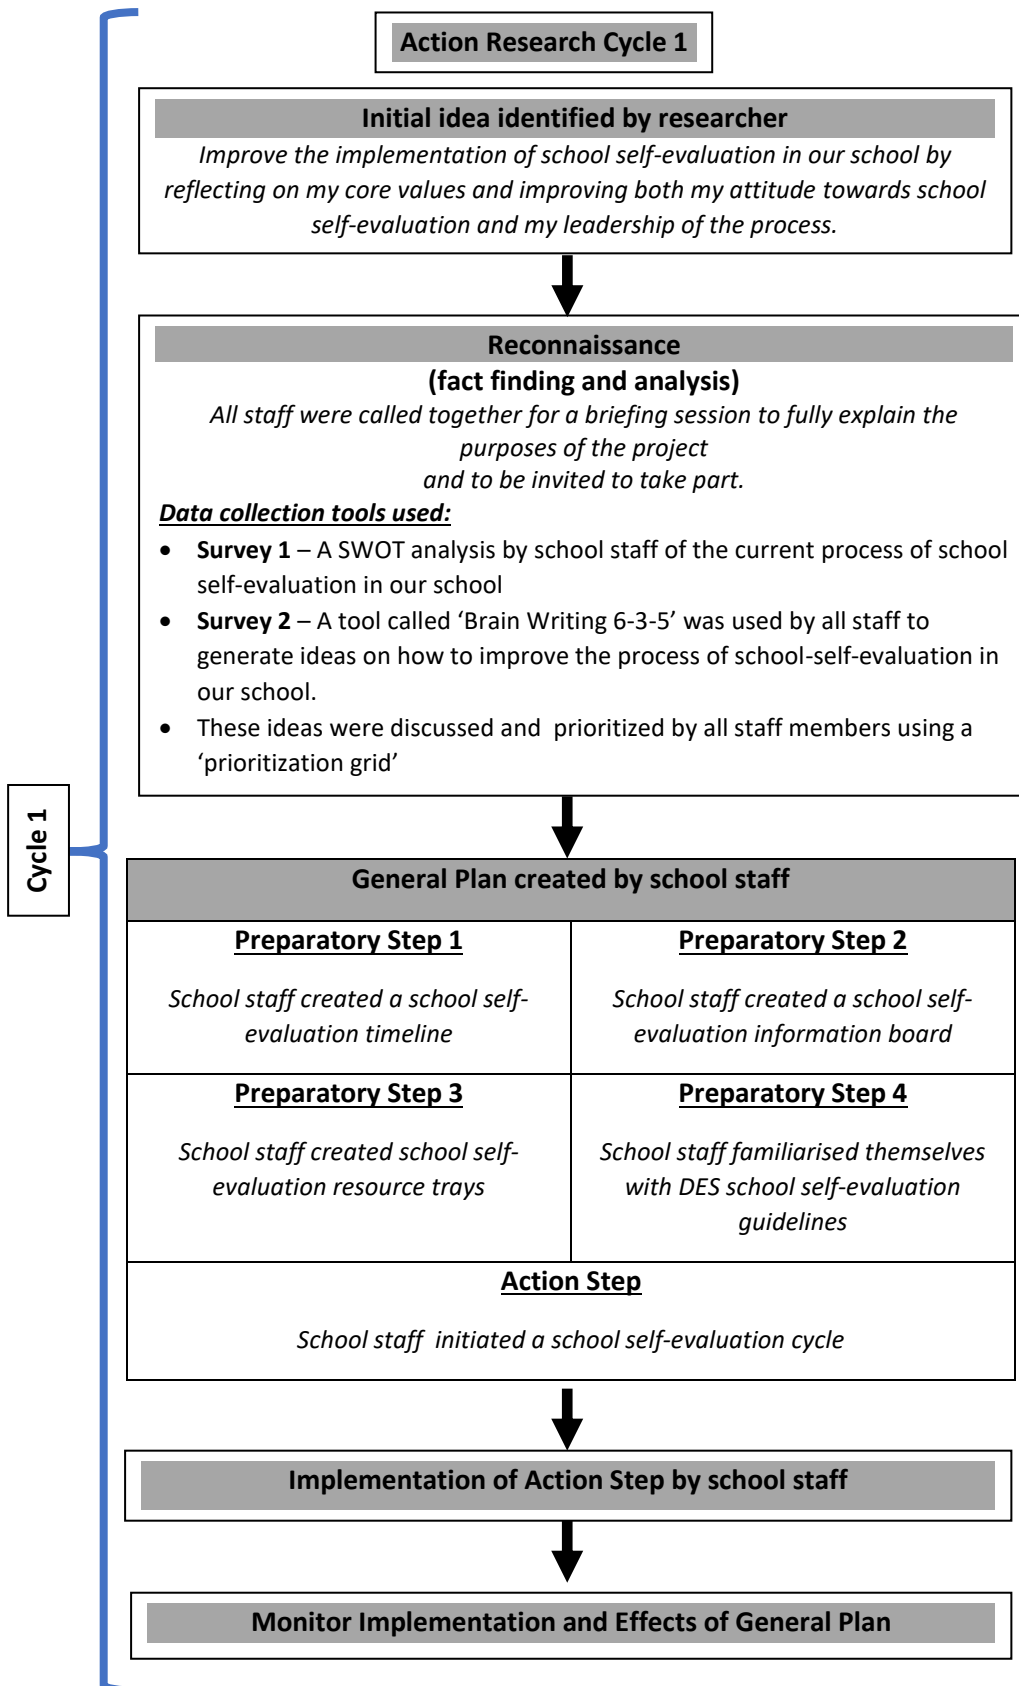 Action Research Cycle 1
Initial idea identified by researcher
Improve the implementation of school self-evaluation in our school by
reflecting on my core values and improving both my attitude towards school
self-evaluation and my leadership of the process.
Reconnaissance
(fact finding and analysis)
All staff were called together for a briefing session to fully explain the
purposes of the project
and to be invited to take part.
Data collection tools used:
• Survey 1 – A SWOT analysis by school staff of the current process of school
self-evaluation in our school
• Survey 2 – A tool called ‘Brain Writing 6-3-5’ was used by all staff to
generate ideas on how to improve the process of school-self-evaluation in
our school.
• These ideas were discussed and prioritized by all staff members using a
‘prioritization grid’
Cycle 1
General Plan created by school staff
Preparatory Step 1
School staff created a school self-
evaluation timeline
Preparatory Step 2
School staff created a school self-
evaluation information board
Preparatory Step 3
School staff created school self-
evaluation resource trays
Preparatory Step 4
School staff familiarised themselves
with DES school self-evaluation
guidelines
Action Step
School staff initiated a school self-evaluation cycle
Implementation of Action Step by school staff
Monitor Implementation and Effects of General Plan